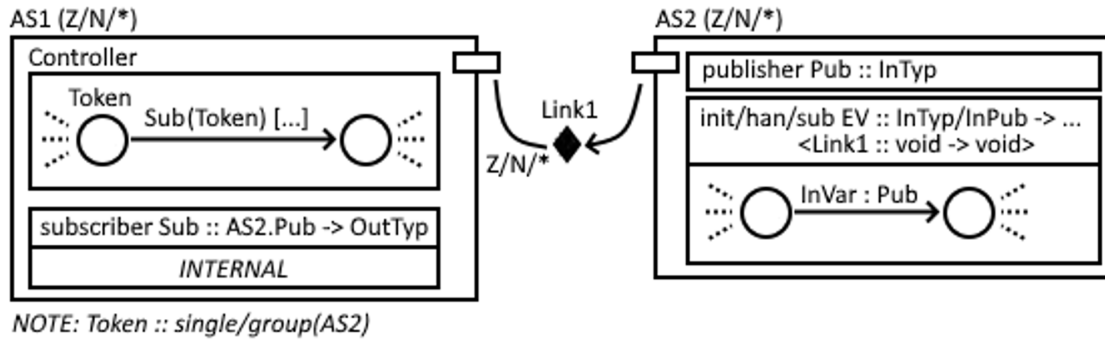 AS1 (Z/N/*)
Controller
Token
Sub(Token) [...]
subscriber Sub :: AS2.Pub -> OutTyp
INTERNAL
NOTE: Token :: single/group(AS2)
Link1
Z/N/*
AS2 (Z/N/*)
publisher Pub :: InTyp
init/han/sub EV :: InTyp/InPub -> ...
<Link1 :: void -> void>
InVar : Pub